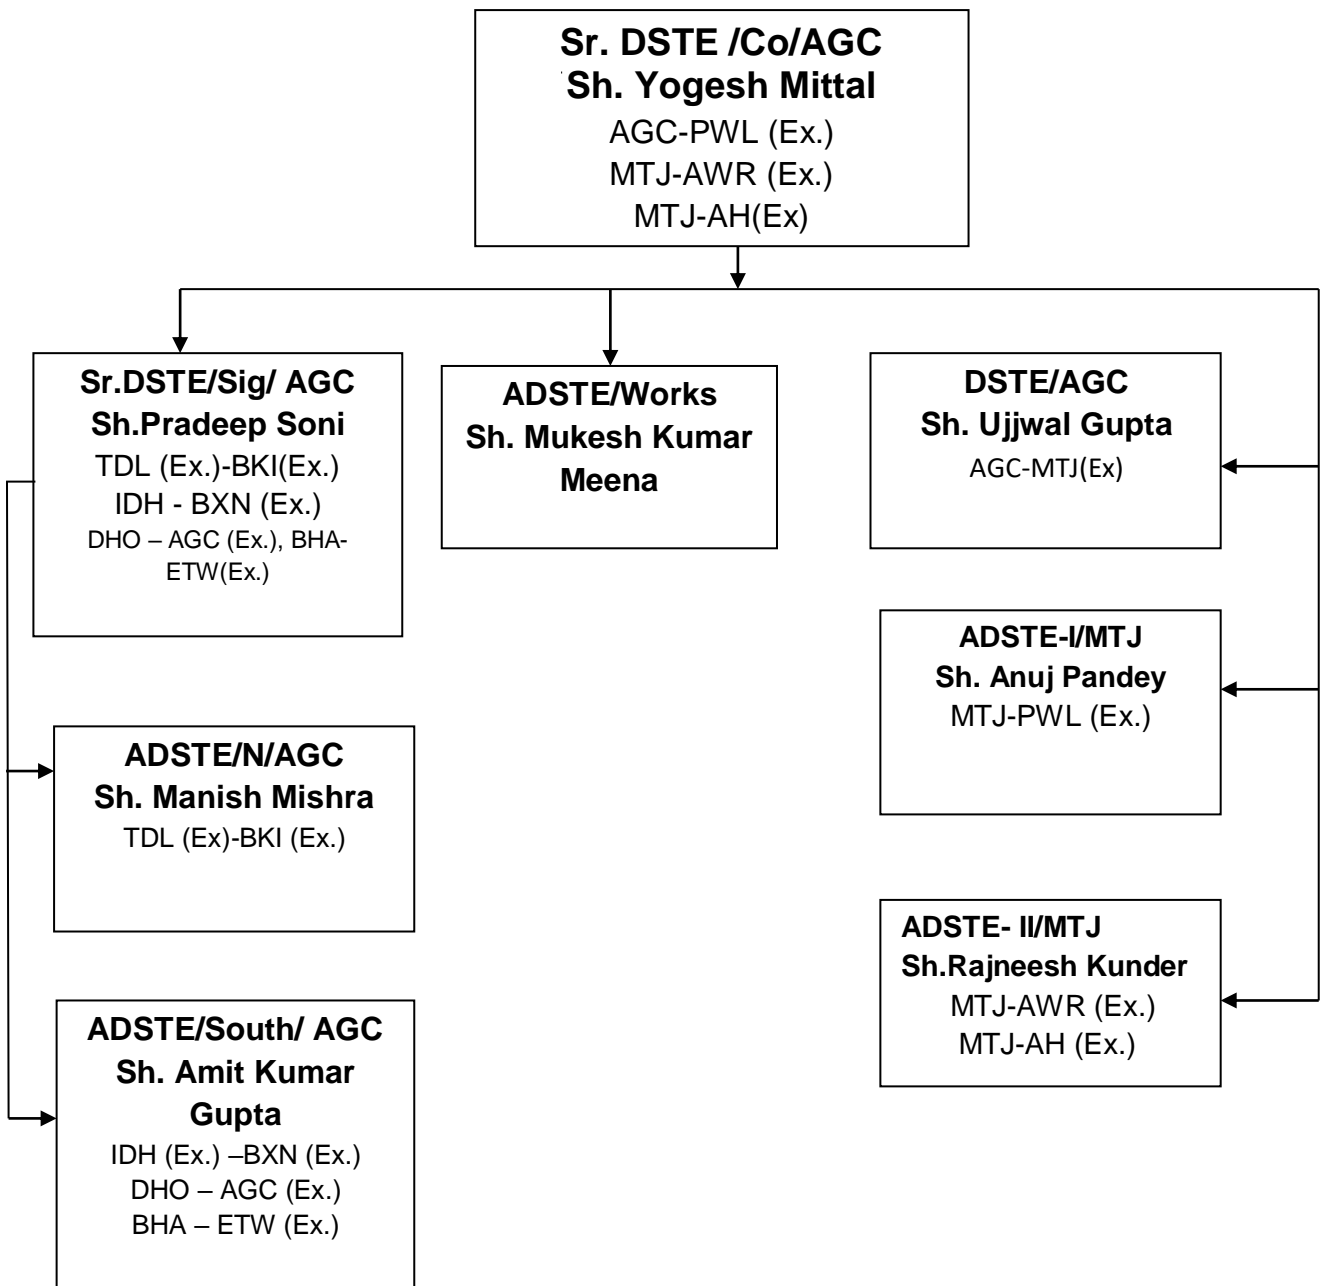 Sr. DSTE /Co/AGC
Sh. Yogesh Mittal
AGC-PWL (Ex.)
MTJ-AWR (Ex.)
MTJ-AH(Ex)
Sr.DSTE/Sig/ AGC
Sh.Pradeep Soni
TDL (Ex.)-BKI(Ex.)
IDH - BXN (Ex.)
DHO – AGC (Ex.), BHA-
ETW(Ex.)
ADSTE/Works
Sh. Mukesh Kumar
Meena
DSTE/AGC
Sh. Ujjwal Gupta
AGC-MTJ(Ex)
ADSTE-I/MTJ
Sh. Anuj Pandey
MTJ-PWL (Ex.)
ADSTE/N/AGC
Sh. Manish Mishra
TDL (Ex)-BKI (Ex.)
ADSTE- II/MTJ
Sh.Rajneesh Kunder
MTJ-AWR (Ex.)
MTJ-AH (Ex.)
ADSTE/South/ AGC
Sh. Amit Kumar
Gupta
IDH (Ex.) –BXN (Ex.)
DHO – AGC (Ex.)
BHA – ETW (Ex.)